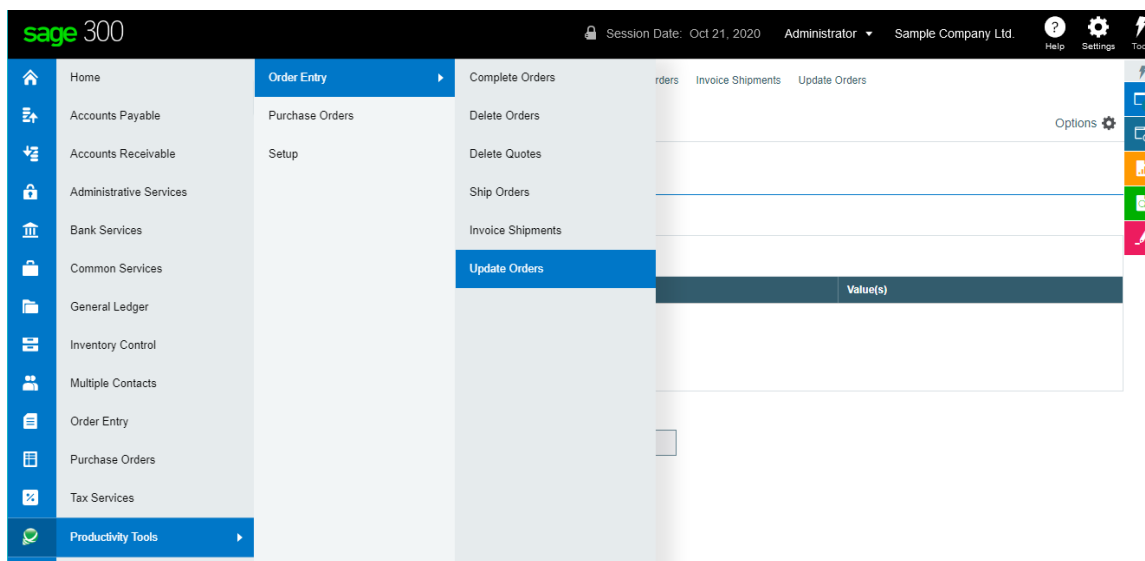 sage 300
Session Date: Oct 21, 2020 Administrator Sample Company Ltd.
Help Settings
Home Order Entry Complete Orders Invoice Shipments Update Orders
Accounts Payable Purchase Orders Delete Orders Options
Accounts Receivable Setup Delete Quotes
Administrative Services Ship Orders
Bank Services Invoice Shipments
Common Services Update Orders
General Ledger Value(s)
Inventory Control
Multiple Contacts
Order Entry
Purchase Orders
Tax Services
Productivity Tools